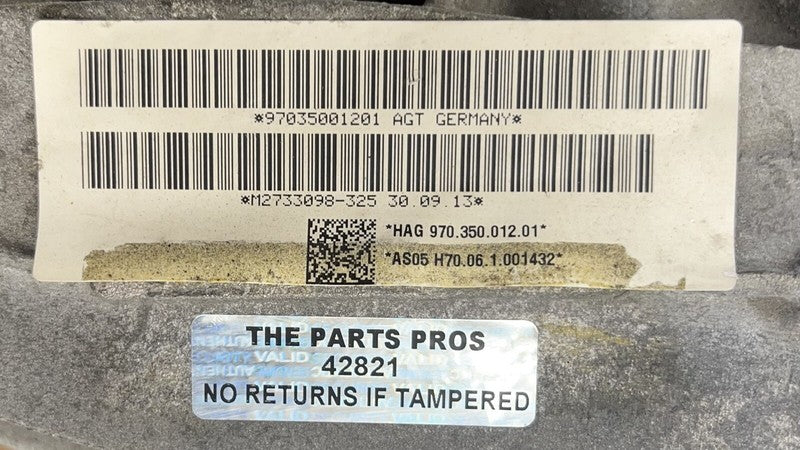 *97035001201 AGT GERMANY*
*M2733098-325 30.09.13*
*HAG 970.350.012.01*
*AS05 H70.06.1.001432*
THE PARTS PROS
42821
NO RETURNS IF TAMPERED
VALID